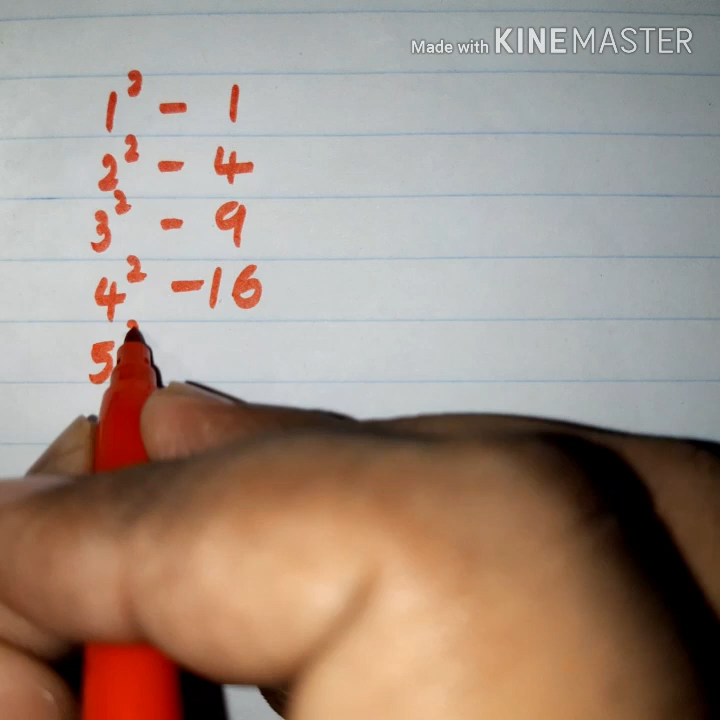 Made with KINEMASTER
1² - 1
2² - 4
3² - 9
4² - 16
5